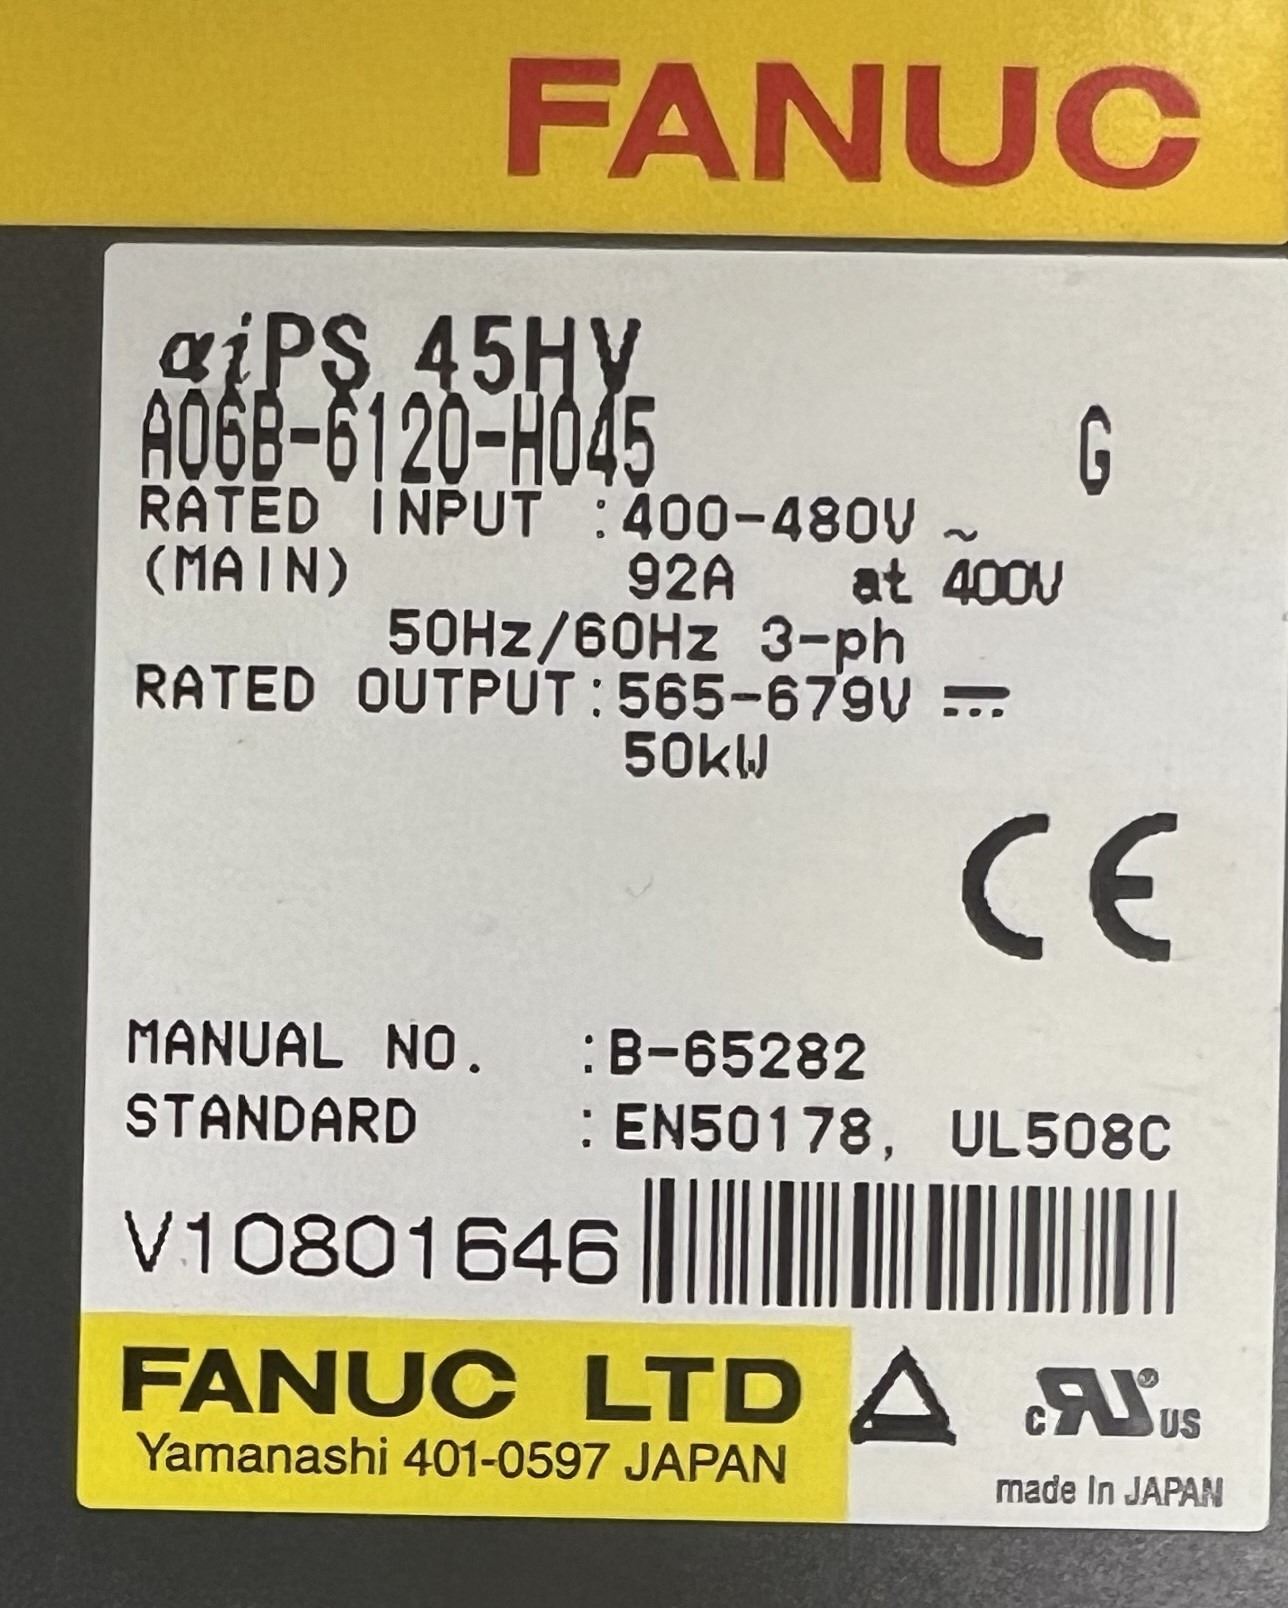 FANUC
αiPS 45HV
A06B-6120-H045 G
RATED INPUT :400-480V ~
(MAIN) 92A at 400V
50Hz/60Hz 3-ph
RATED OUTPUT:565-679V ⎓
50kW
CE
MANUAL NO. :B-65282
STANDARD :EN50178, UL508C
V10801646
FANUC LTD
Yamanashi 401-0597 JAPAN
c RU US
made in JAPAN